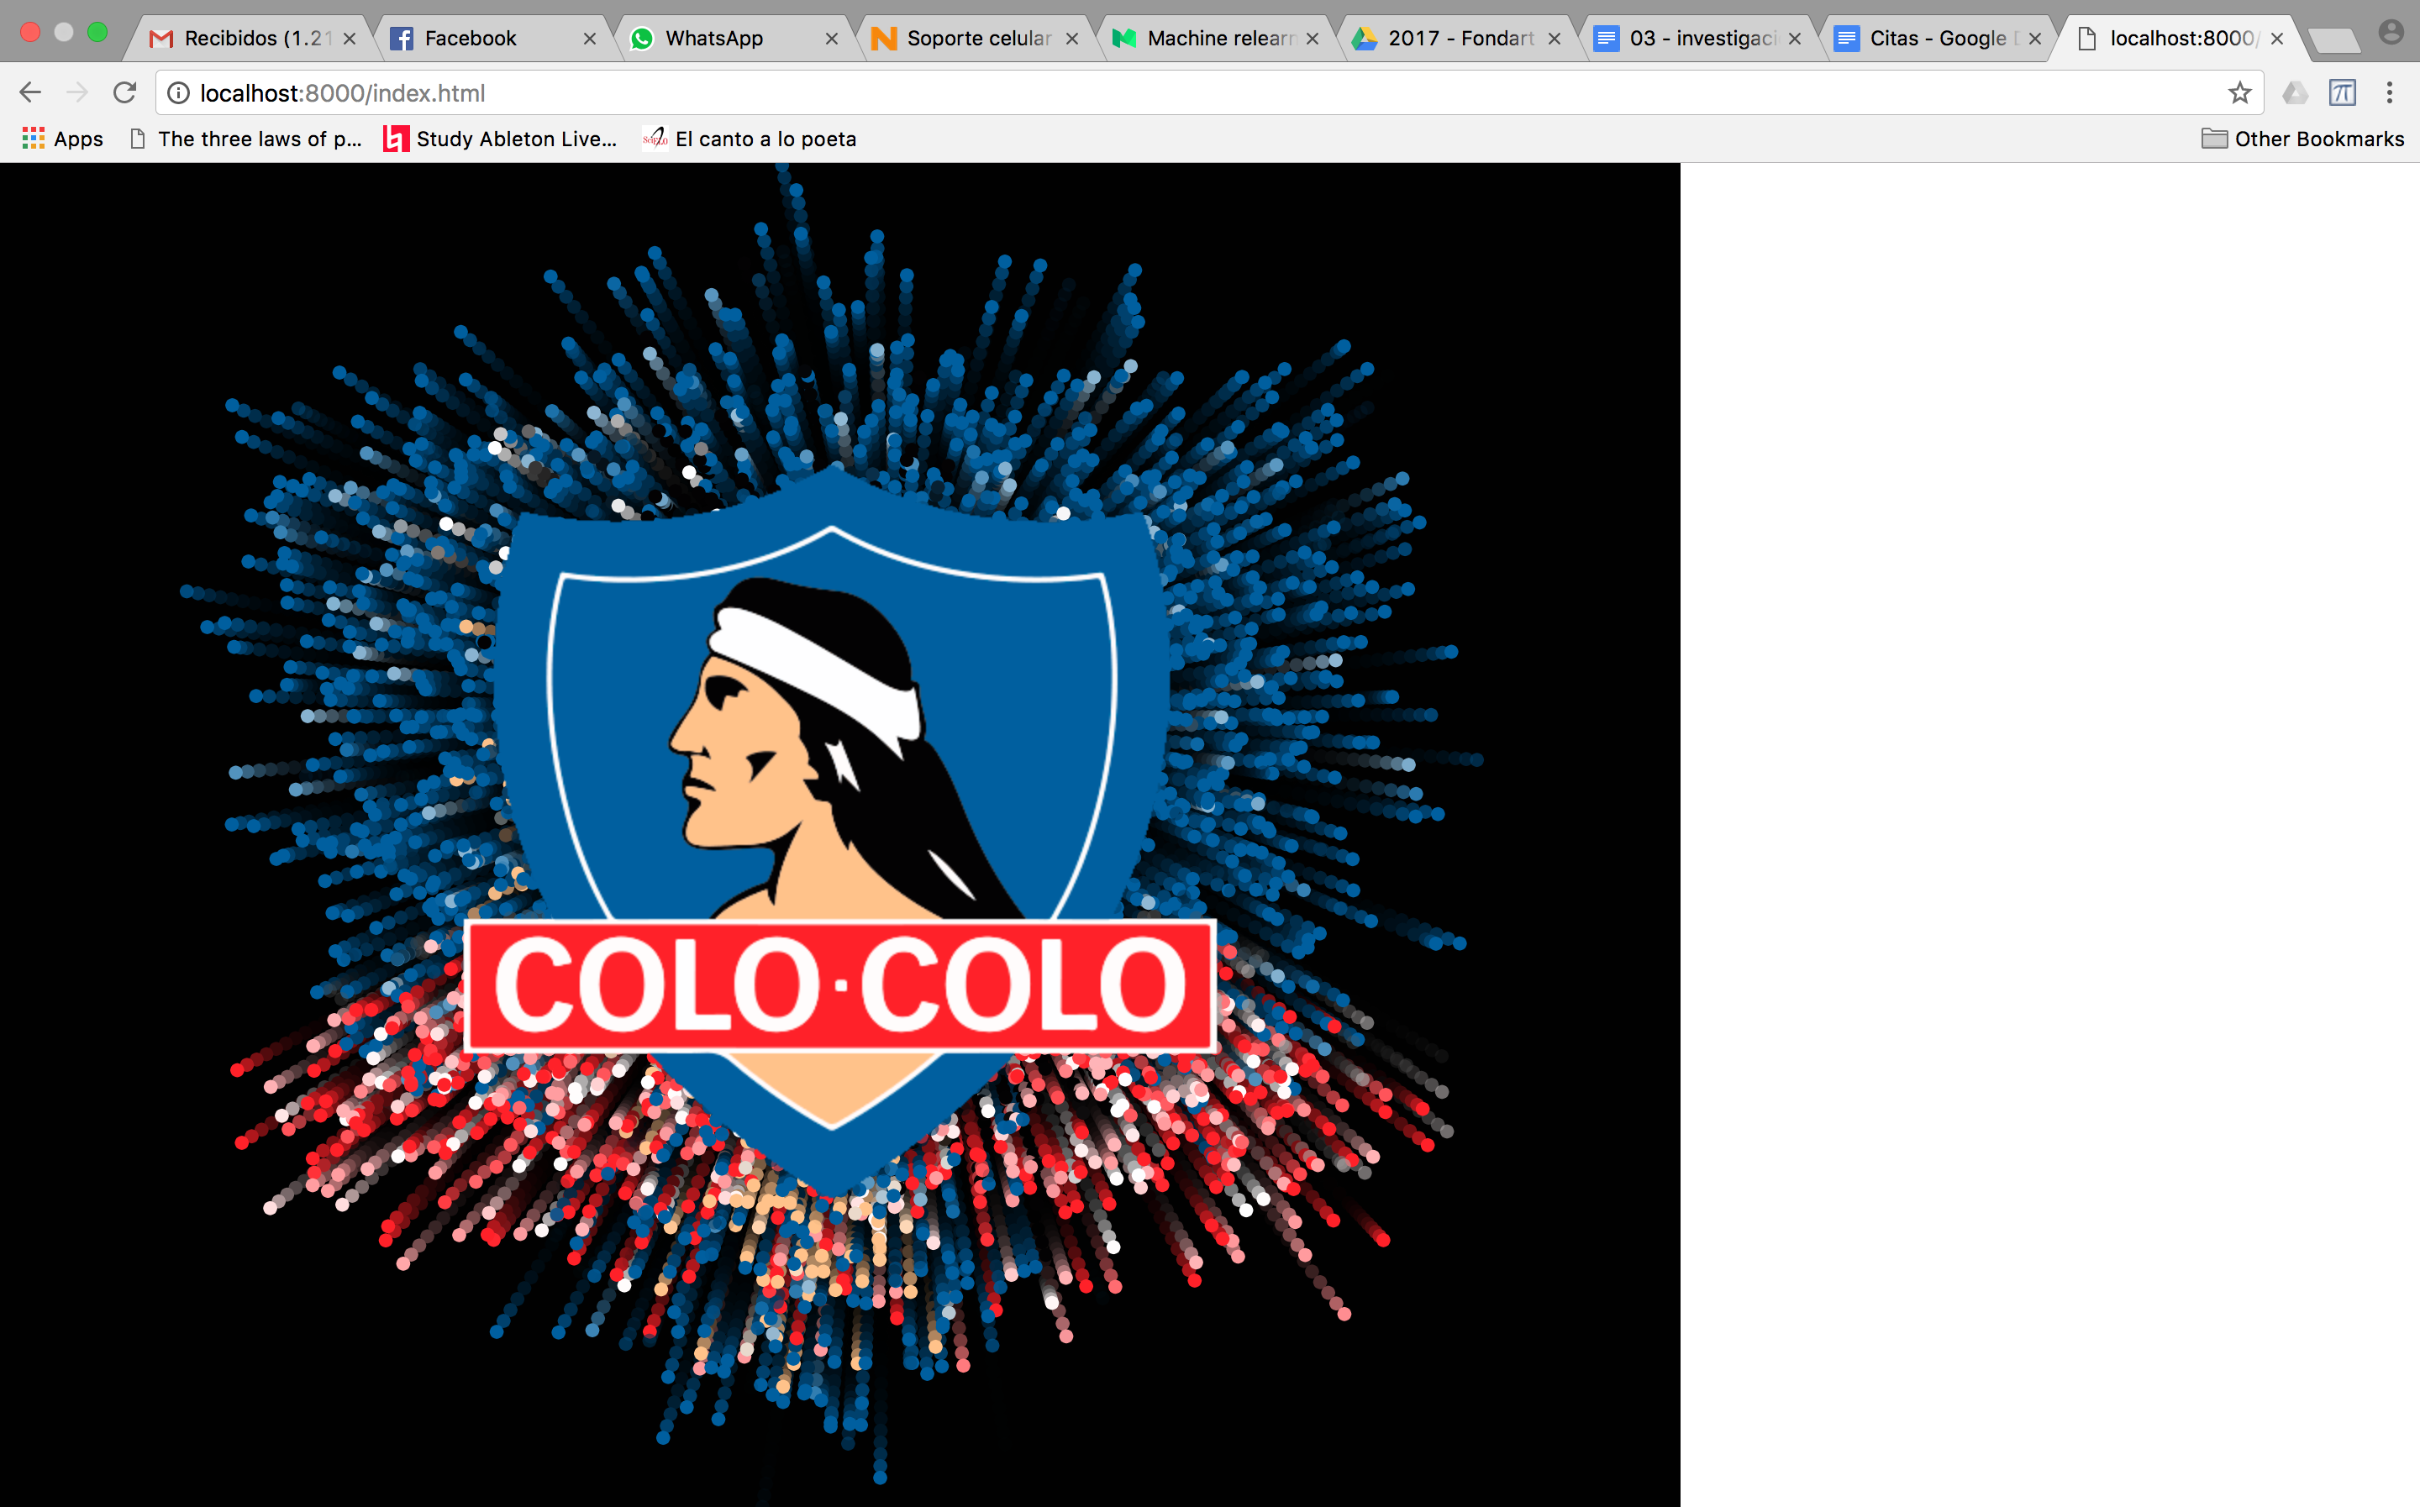 Recibidos (1.21
Facebook
WhatsApp
Soporte celular
Machine relearn
2017 - Fondart
03 - investigaci
Citas - Google D
localhost:8000/
localhost:8000/index.html
Apps
The three laws of p...
Study Ableton Live...
El canto a lo poeta
Other Bookmarks
COLO·COLO